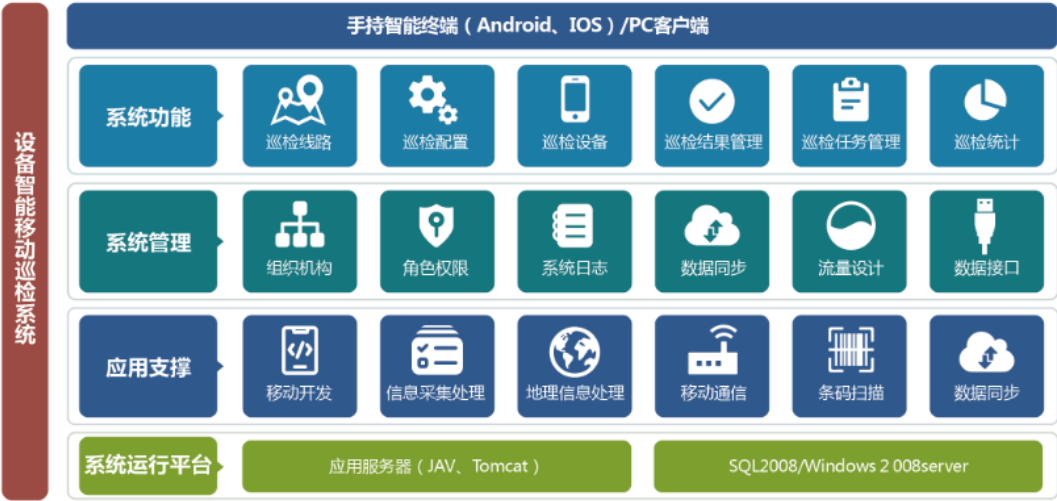 设备智能移动巡检系统
手持智能终端（Android、IOS）/PC客户端
系统功能
巡检线路
巡检配置
巡检设备
巡检结果管理
巡检任务管理
巡检统计
系统管理
组织机构
角色权限
系统日志
数据同步
流量设计
数据接口
应用支撑
移动开发
信息采集处理
地理信息处理
移动通信
条码扫描
数据同步
系统运行平台
应用服务器（JAV、Tomcat）
SQL2008/Windows 2 008server